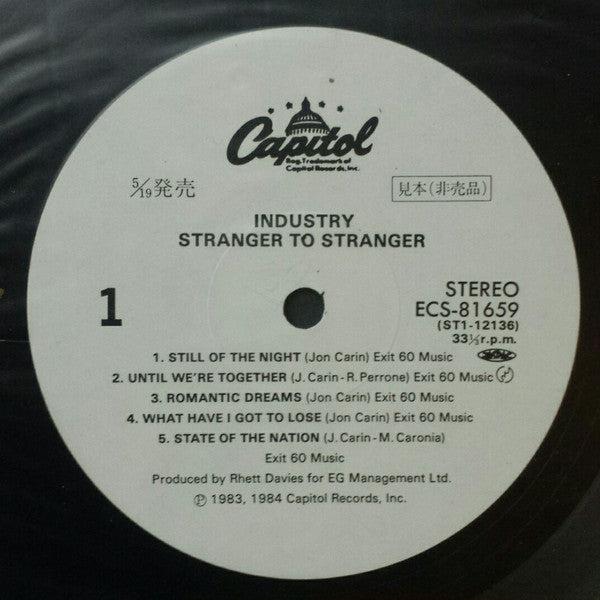 Capitol
Reg. Trademark of
Capitol Records, Inc.
5/19発売
見本(非売品)
INDUSTRY
STRANGER TO STRANGER
1
STEREO
ECS-81659
(ST1-12136)
33⅓ r.p.m.
1. STILL OF THE NIGHT (Jon Carin) Exit 60 Music
2. UNTIL WE'RE TOGETHER (J. Carin-R. Perrone) Exit 60 Music
3. ROMANTIC DREAMS (Jon Carin) Exit 60 Music
4. WHAT HAVE I GOT TO LOSE (Jon Carin) Exit 60 Music
5. STATE OF THE NATION (J. Carin-M. Caronia)
Exit 60 Music
Produced by Rhett Davies for EG Management Ltd.
Ⓟ 1983, 1984 Capitol Records, Inc.